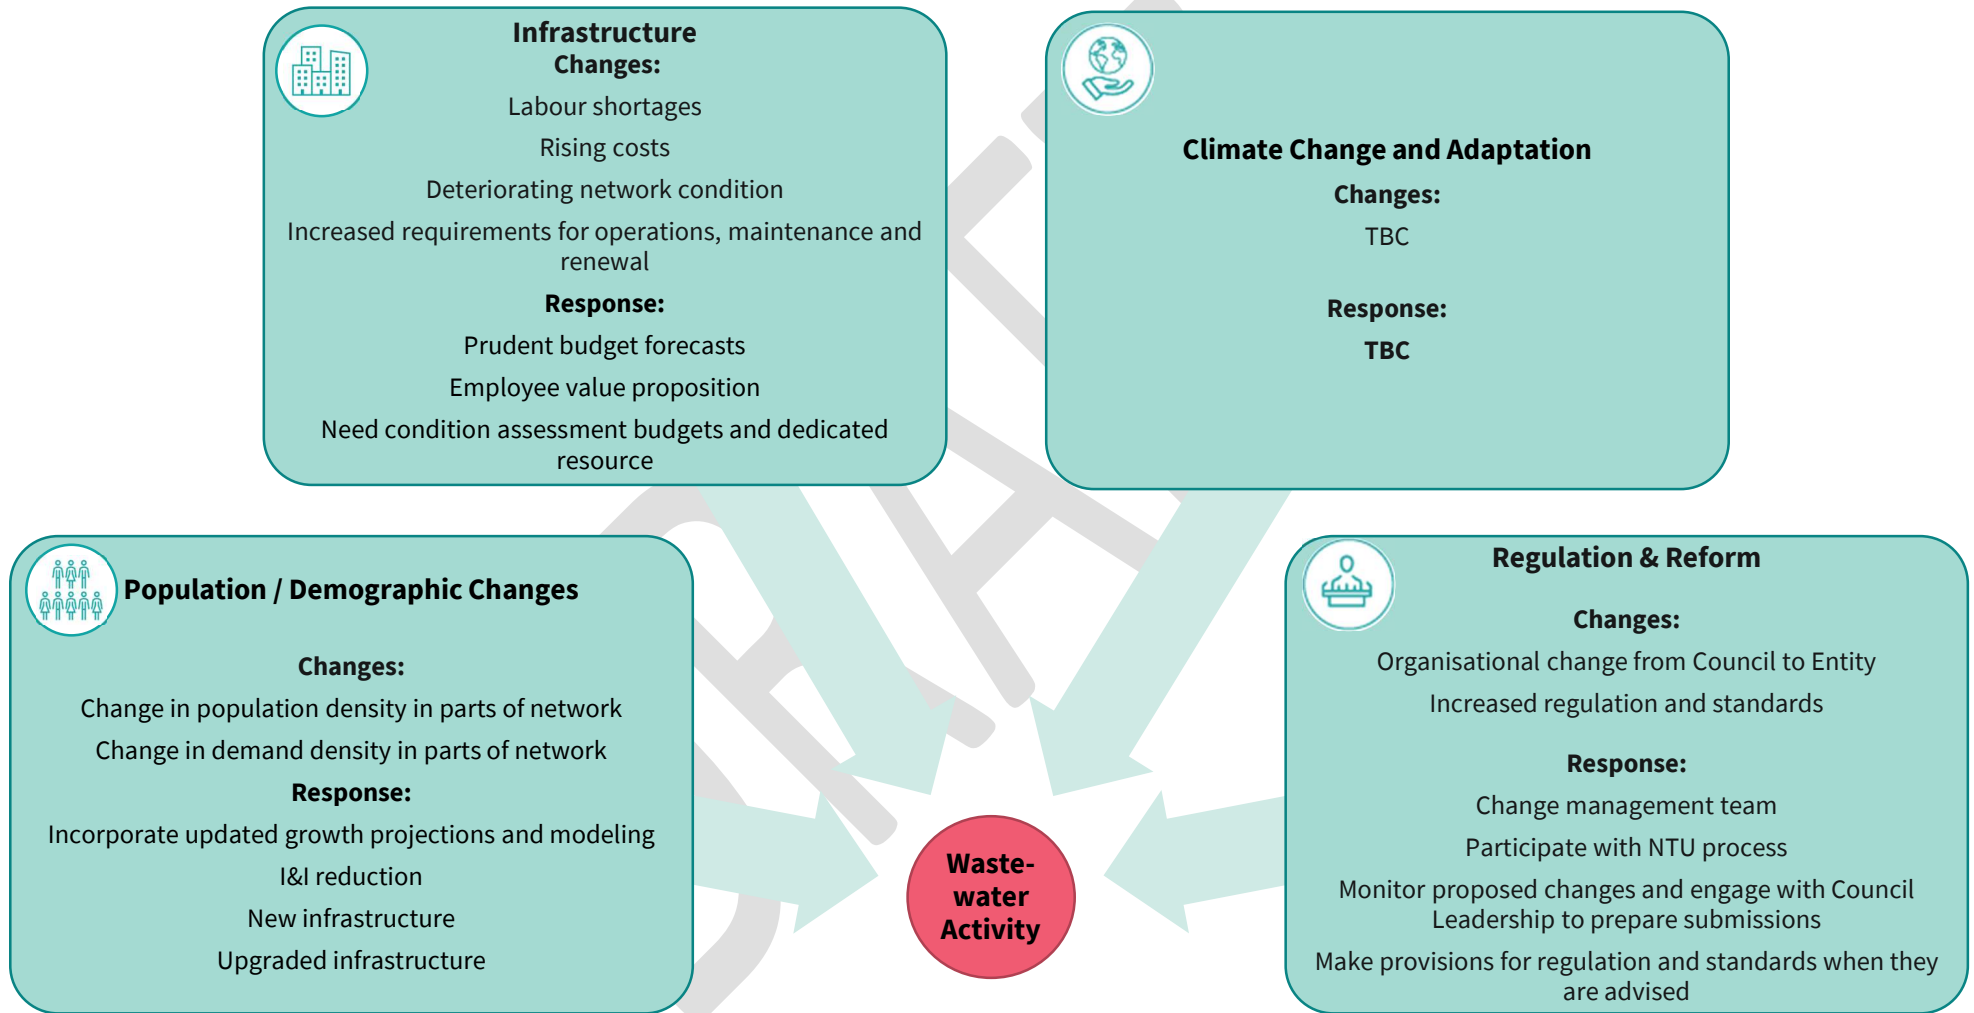 Infrastructure
Changes:
Labour shortages
Rising costs
Deteriorating network condition
Increased requirements for operations, maintenance and
renewal
Response:
Prudent budget forecasts
Employee value proposition
Need condition assessment budgets and dedicated
resource
Climate Change and Adaptation
Changes:
TBC
Response:
TBC
Population / Demographic Changes
Changes:
Change in population density in parts of network
Change in demand density in parts of network
Response:
Incorporate updated growth projections and modeling
I&I reduction
New infrastructure
Upgraded infrastructure
Regulation & Reform
Changes:
Organisational change from Council to Entity
Increased regulation and standards
Response:
Change management team
Participate with NTU process
Monitor proposed changes and engage with Council
Leadership to prepare submissions
Make provisions for regulation and standards when they
are advised
Waste-
water
Activity
DRAFT